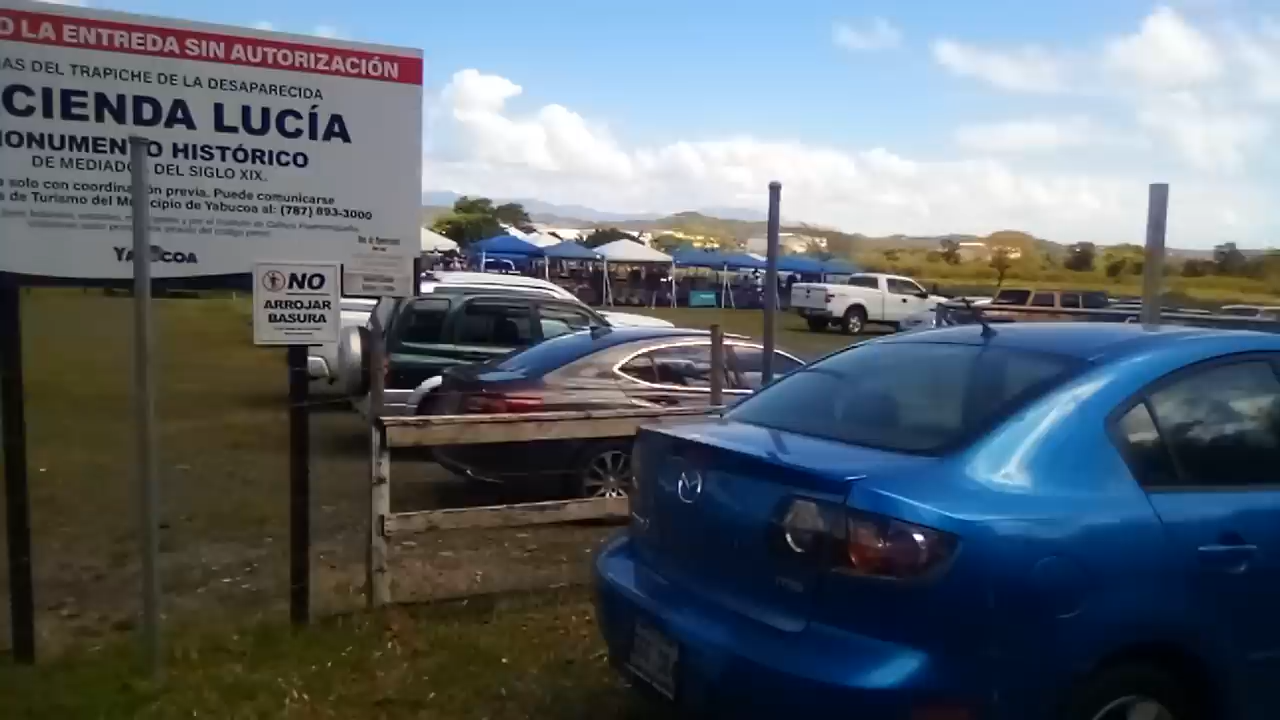 O LA ENTREDA SIN AUTORIZACIÓN
AS DEL TRAPICHE DE LA DESAPARECIDA
CIENDA LUCÍA
ONUMENTO HISTÓRICO
DE MEDIADOS DEL SIGLO XIX.
solo con coordinación previa. Puede comunicarse
s de Turismo del Municipio de Yabucoa al: (787) 893-3000
YABUCOA
NO
ARROJAR
BASURA